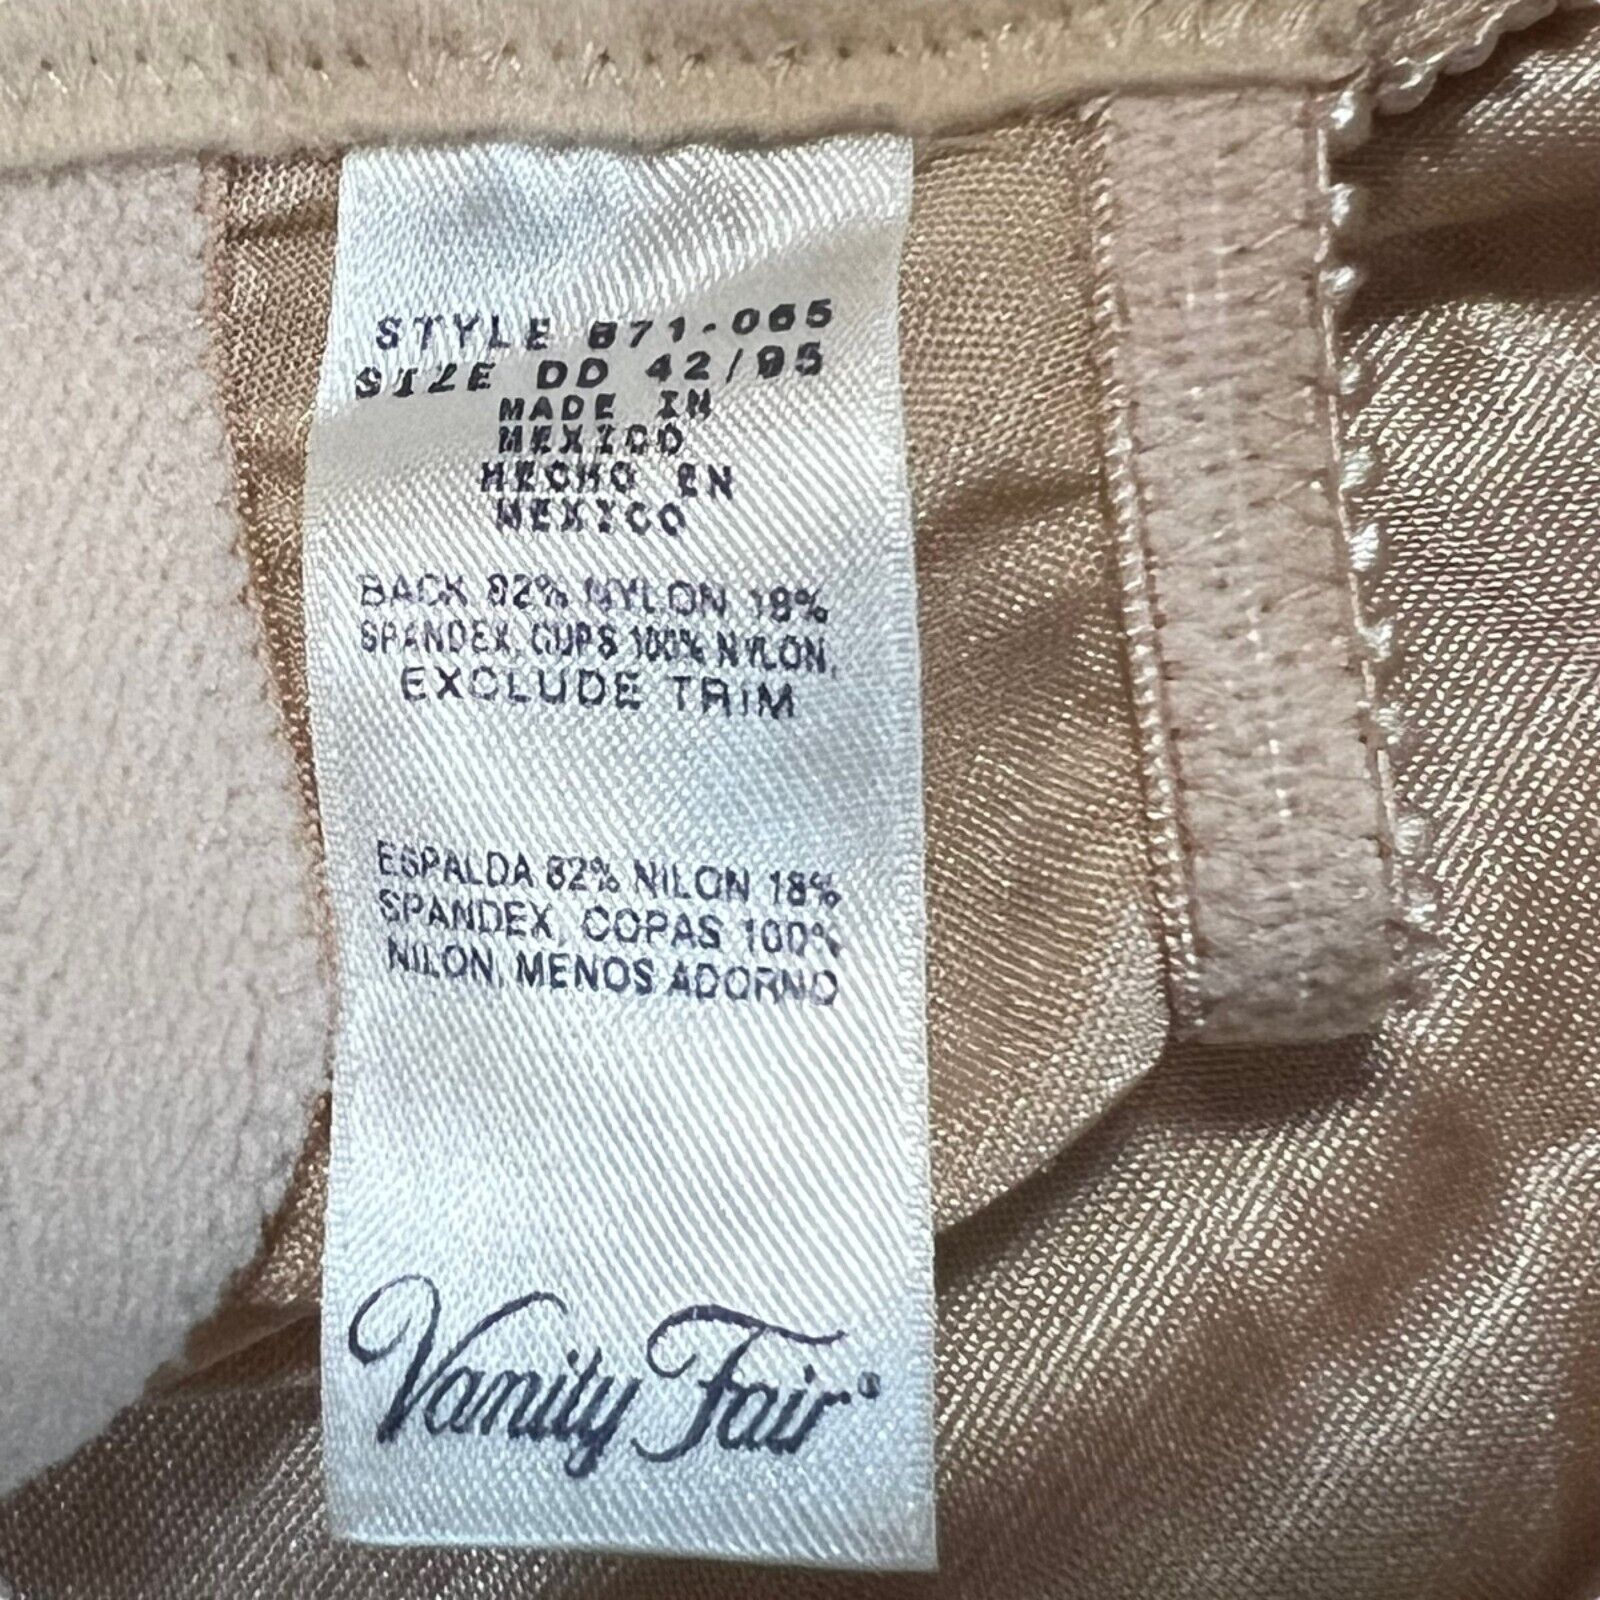 STYLE 871-065
SIZE DD 42/95
MADE IN
MEXICO
HECHO EN
MEXICO
BACK 82% NYLON 18%
SPANDEX, CUPS 100% NYLON,
EXCLUDE TRIM
ESPALDA 82% NILON 18%
SPANDEX, COPAS 100%
NILON, MENOS ADORNO
Vanity Fair®